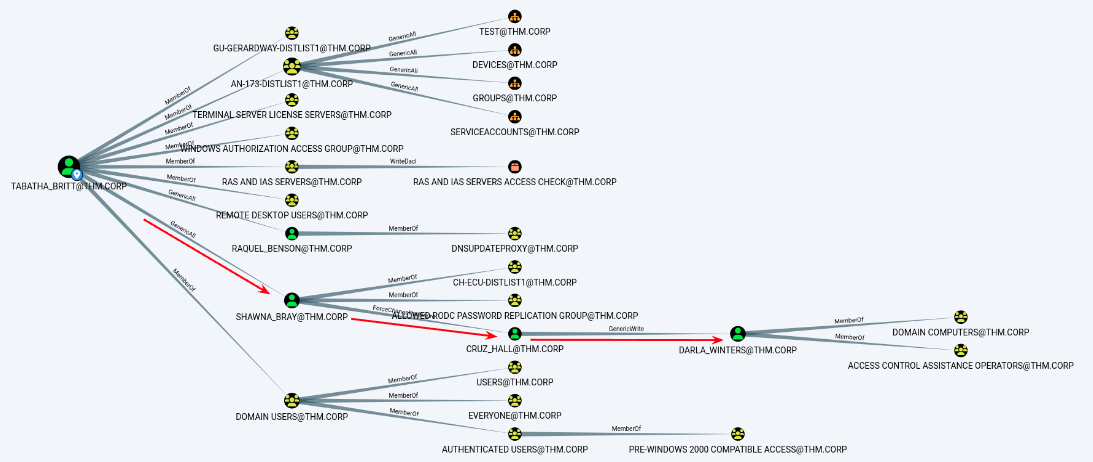 TEST@THM.CORP
GenericAll
GU-GERARDWAY-DISTLIST1@THM.CORP
GenericAll
DEVICES@THM.CORP
AN-173-DISTLIST1@THM.CORP
GenericAll
GROUPS@THM.CORP
MemberOf
MemberOf
GenericAll
TERMINAL SERVER LICENSE SERVERS@THM.CORP
SERVICEACCOUNTS@THM.CORP
MemberOf
MemberOf
WINDOWS AUTHORIZATION ACCESS GROUP@THM.CORP
MemberOf
WriteDacl
TABATHA_BRITT@THM.CORP
RAS AND IAS SERVERS@THM.CORP
RAS AND IAS SERVERS ACCESS CHECK@THM.CORP
MemberOf
GenericAll
REMOTE DESKTOP USERS@THM.CORP
GenericAll
MemberOf
RAQUEL_BENSON@THM.CORP
DNSUPDATEPROXY@THM.CORP
MemberOf
MemberOf
CH-ECU-DISTLIST1@THM.CORP
MemberOf
SHAWNA_BRAY@THM.CORP
ALLOWED RODC PASSWORD REPLICATION GROUP@THM.CORP
GenericWrite
MemberOf
DOMAIN COMPUTERS@THM.CORP
CRUZ_HALL@THM.CORP
DARLA_WINTERS@THM.CORP
MemberOf
ACCESS CONTROL ASSISTANCE OPERATORS@THM.CORP
MemberOf
USERS@THM.CORP
MemberOf
DOMAIN USERS@THM.CORP
EVERYONE@THM.CORP
MemberOf
MemberOf
AUTHENTICATED USERS@THM.CORP
PRE-WINDOWS 2000 COMPATIBLE ACCESS@THM.CORP